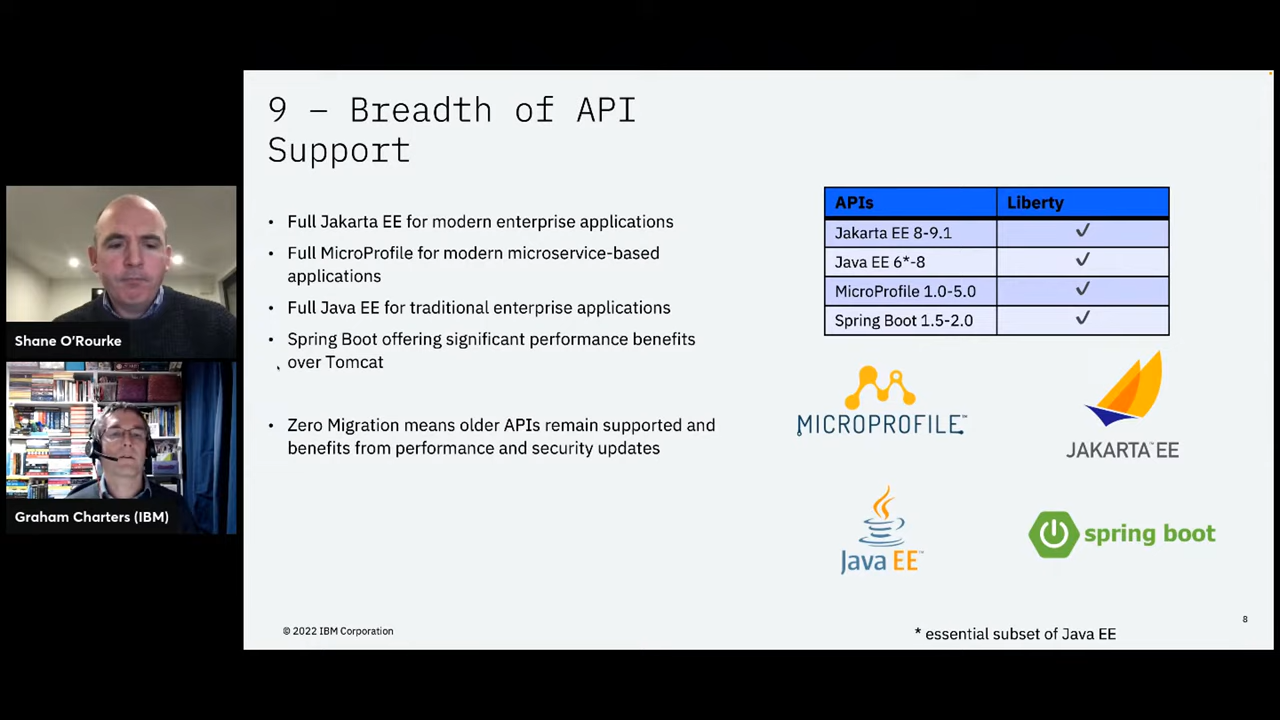 9 – Breadth of API
Support
• Full Jakarta EE for modern enterprise applications
• Full MicroProfile for modern microservice-based
applications
• Full Java EE for traditional enterprise applications
• Spring Boot offering significant performance benefits
over Tomcat
• Zero Migration means older APIs remain supported and
benefits from performance and security updates
APIs Liberty
Jakarta EE 8-9.1 ✓
Java EE 6*-8 ✓
MicroProfile 1.0-5.0 ✓
Spring Boot 1.5-2.0 ✓
MICROPROFILE™
JAKARTA™ EE
Java EE™
spring boot
Shane O'Rourke
Graham Charters (IBM)
© 2022 IBM Corporation
8
* essential subset of Java EE